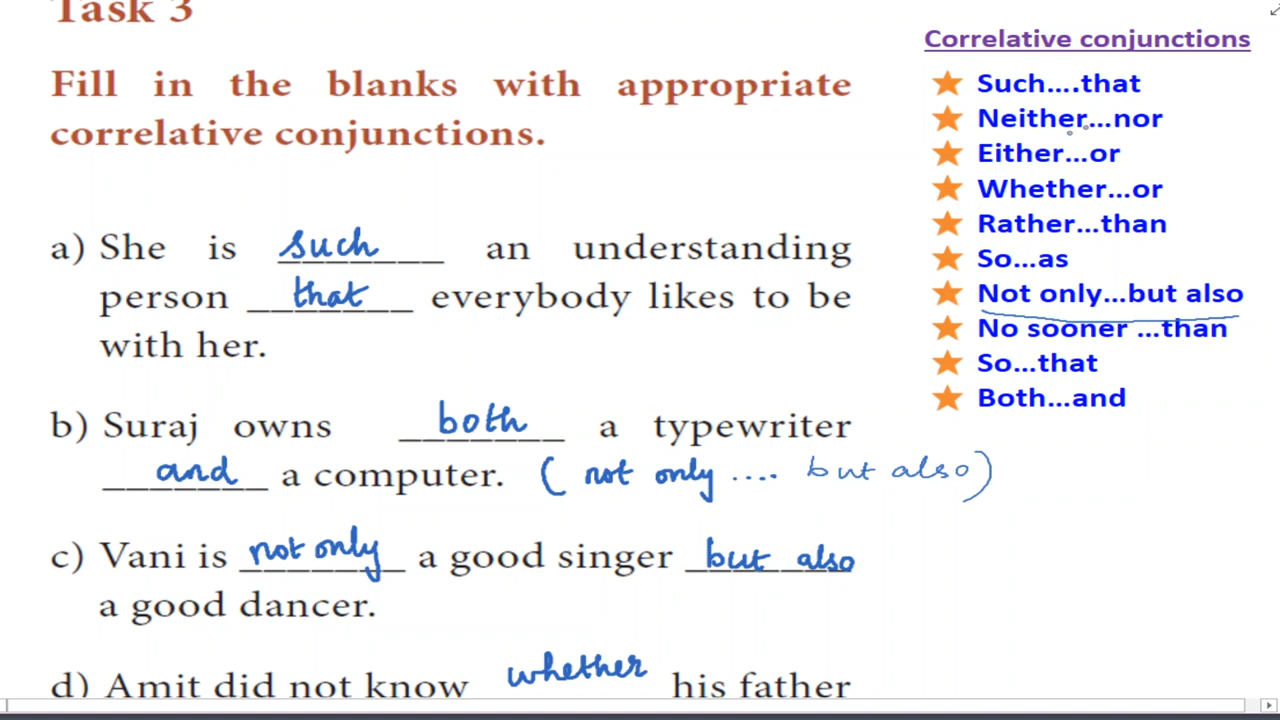 Task 3
Fill in the blanks with appropriate
correlative conjunctions.
a) She is such an understanding
person that everybody likes to be
with her.
b) Suraj owns both a typewriter
and a computer. ( not only .... but also)
c) Vani is not only a good singer but also
a good dancer.
d) Amit did not know whether his father
Correlative conjunctions
Such....that
Neither...nor
Either...or
Whether...or
Rather...than
So...as
Not only...but also
No sooner ...than
So...that
Both...and